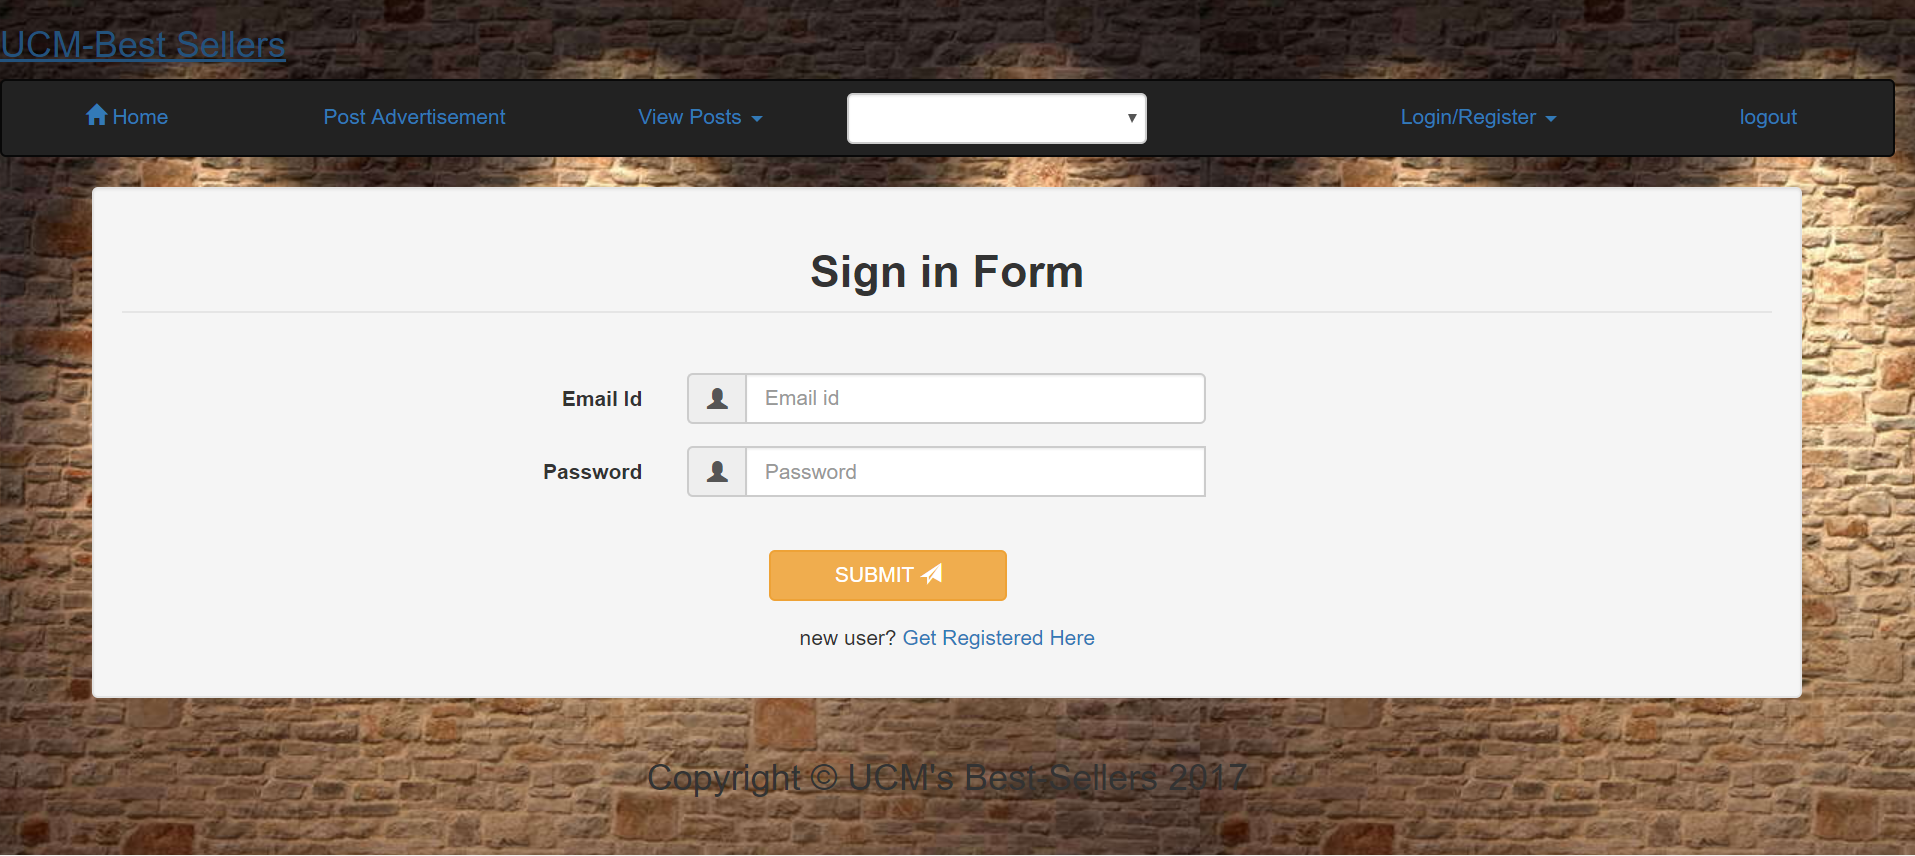 UCM-Best Sellers
Home Post Advertisement View Posts Login/Register logout
Sign in Form
Email Id Email id
Password Password
SUBMIT
new user? Get Registered Here
Copyright © UCM's Best-Sellers 2017